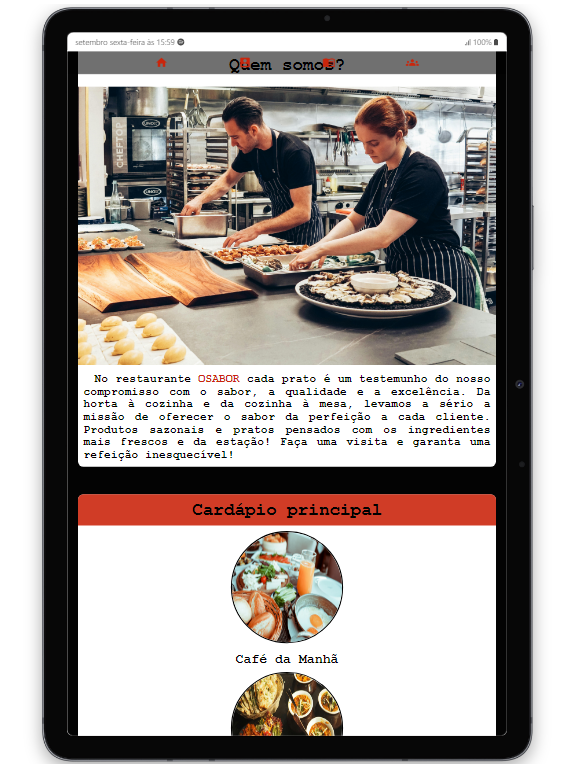 setembro sexta-feira às 15:59
100%
Quem somos?
CHEFTOP
UNOX
No restaurante OSABOR cada prato é um testemunho do nosso
compromisso com o sabor, a qualidade e a excelência. Da
horta à cozinha e da cozinha à mesa, levamos a sério a
missão de oferecer o sabor da perfeição a cada cliente.
Produtos sazonais e pratos pensados com os ingredientes
mais frescos e da estação! Faça uma visita e garanta uma
refeição inesquecível!
Cardápio principal
Café da Manhã